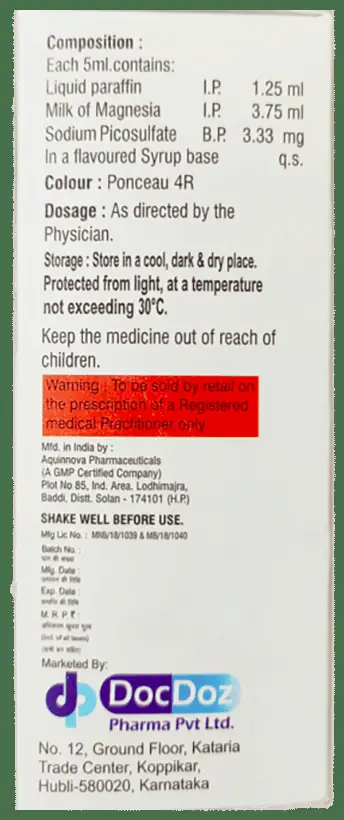 Composition :
Each 5ml.contains:
Liquid paraffin I.P. 1.25 ml
Milk of Magnesia I.P. 3.75 ml
Sodium Picosulfate B.P. 3.33 mg
In a flavoured Syrup base q.s.
Colour : Ponceau 4R
Dosage : As directed by the
Physician.
Storage : Store in a cool, dark & dry place.
Protected from light, at a temperature
not exceeding 30°C.
Keep the medicine out of reach of
children.
Warning : To be sold by retail on
the prescription of a Registered
medical Practitioner only
Mfd. in India by :
Aquinnova Pharmaceuticals
(A GMP Certified Company)
Plot No 85, Ind. Area. Lodhimajra,
Baddi, Distt. Solan - 174101 (H.P.)
SHAKE WELL BEFORE USE.
Mfg Lic No. : MNB/18/1039 & MB/18/1040
Batch No. :
Mfg. Date :
Exp. Date :
M. R. P. ₹ :
(Incl. of all taxes)
Marketed By:
dp DocDoz
Pharma Pvt Ltd.
No. 12, Ground Floor, Kataria
Trade Center, Koppikar,
Hubli-580020, Karnataka